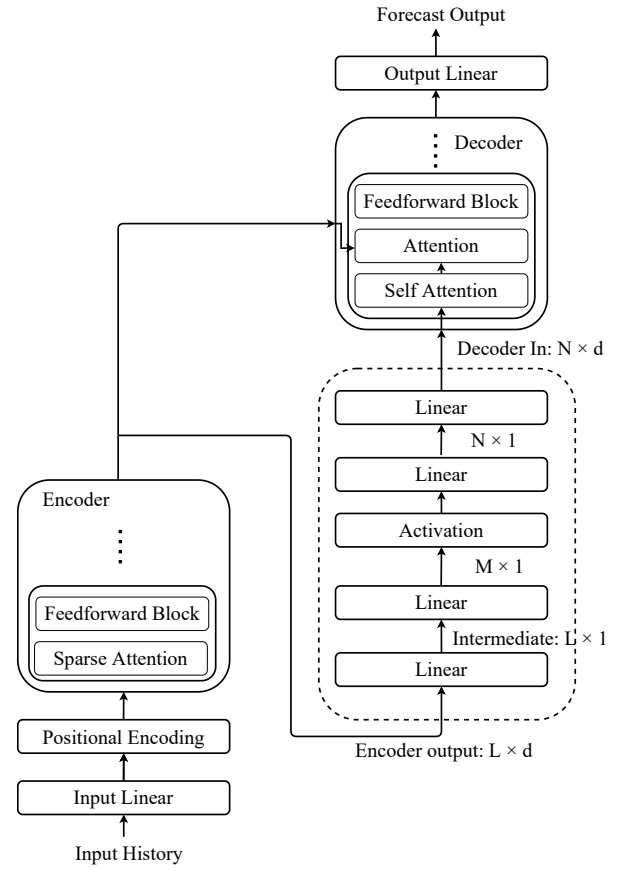 Forecast Output
Output Linear
Decoder
Feedforward Block
Attention
Self Attention
Decoder In: N × d
Linear
N × 1
Linear
Activation
M × 1
Linear
Intermediate: L × 1
Linear
Encoder output: L × d
Encoder
Feedforward Block
Sparse Attention
Positional Encoding
Input Linear
Input History